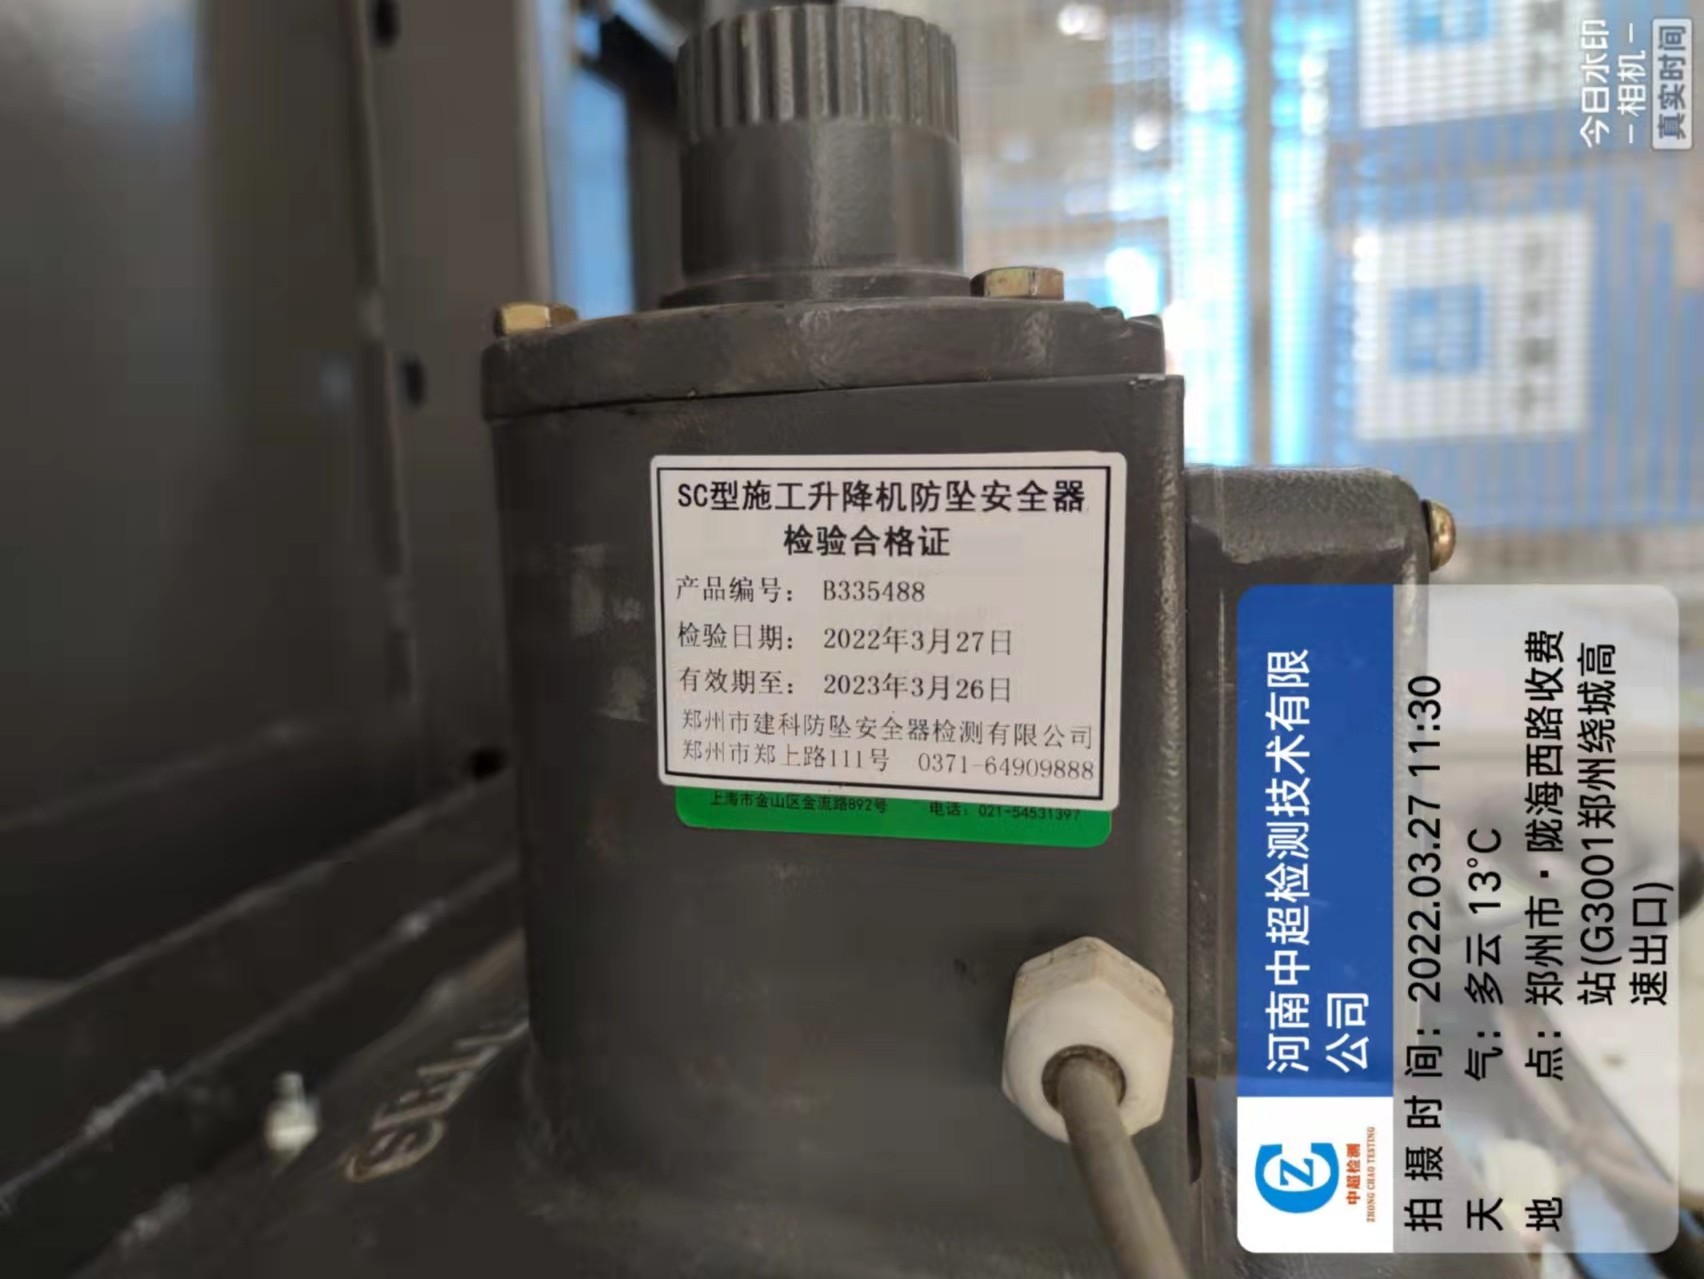 SC型施工升降机防坠安全器
检验合格证
产品编号： B335488
检验日期： 2022年3月27日
有效期至： 2023年3月26日
郑州市建科防坠安全器检测有限公司
郑州市郑上路111号 0371-64909888
上海市金山区金流路892号 电话：021-54531397
河南中超检测技术有限
公司
中超检测
ZHONG CHAO TESTING
拍摄时间：2022.03.27 11:30
天气：多云 13℃
地点：郑州市·陇海西路收费
站(G3001郑州绕城高
速出口)
今日水印
－相机－
真实时间